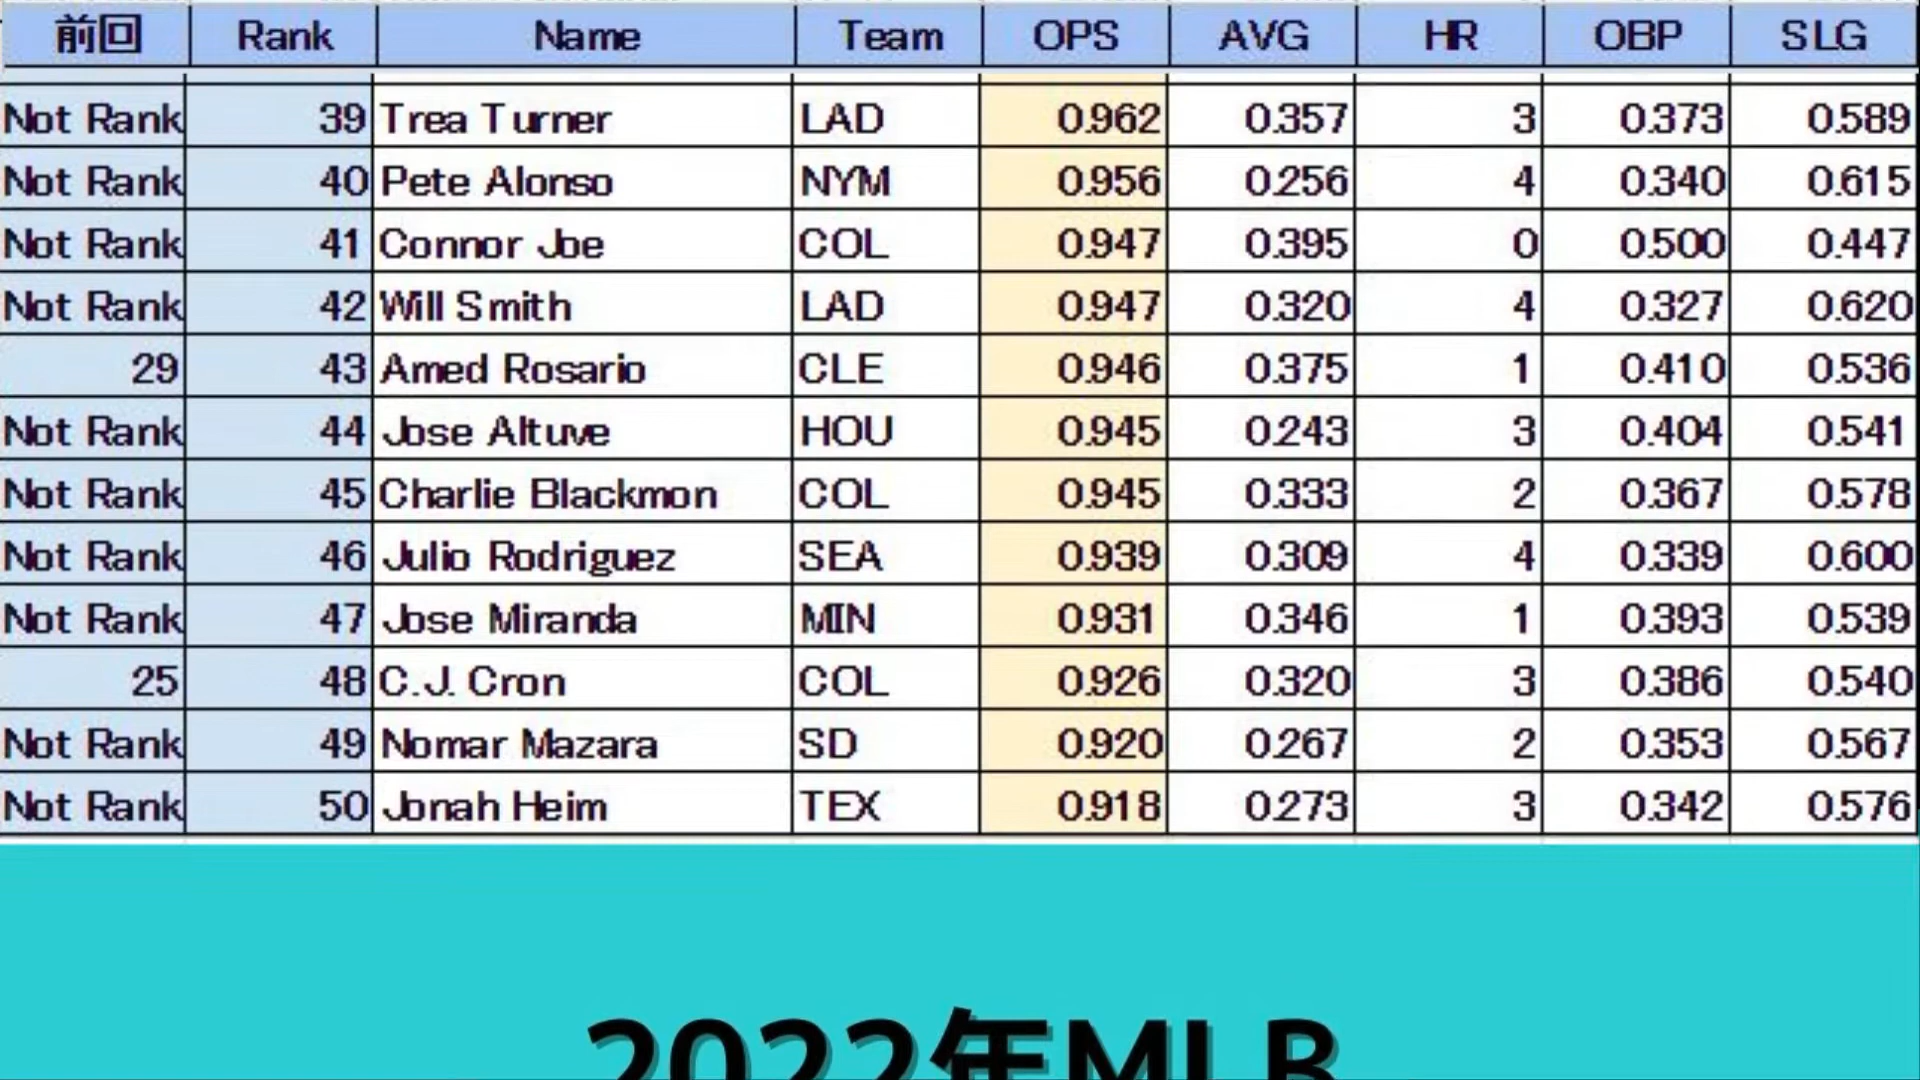 前回 Rank Name Team OPS AVG HR OBP SLG
Not Rank 39 Trea Turner LAD 0.962 0.357 3 0.373 0.589
Not Rank 40 Pete Alonso NYM 0.956 0.256 4 0.340 0.615
Not Rank 41 Connor Joe COL 0.947 0.395 0 0.500 0.447
Not Rank 42 Will Smith LAD 0.947 0.320 4 0.327 0.620
29 43 Amed Rosario CLE 0.946 0.375 1 0.410 0.536
Not Rank 44 Jose Altuve HOU 0.945 0.243 3 0.404 0.541
Not Rank 45 Charlie Blackmon COL 0.945 0.333 2 0.367 0.578
Not Rank 46 Julio Rodriguez SEA 0.939 0.309 4 0.339 0.600
Not Rank 47 Jose Miranda MIN 0.931 0.346 1 0.393 0.539
25 48 C.J. Cron COL 0.926 0.320 3 0.386 0.540
Not Rank 49 Nomar Mazara SD 0.920 0.267 2 0.353 0.567
Not Rank 50 Jonah Heim TEX 0.918 0.273 3 0.342 0.576
2022年MLB